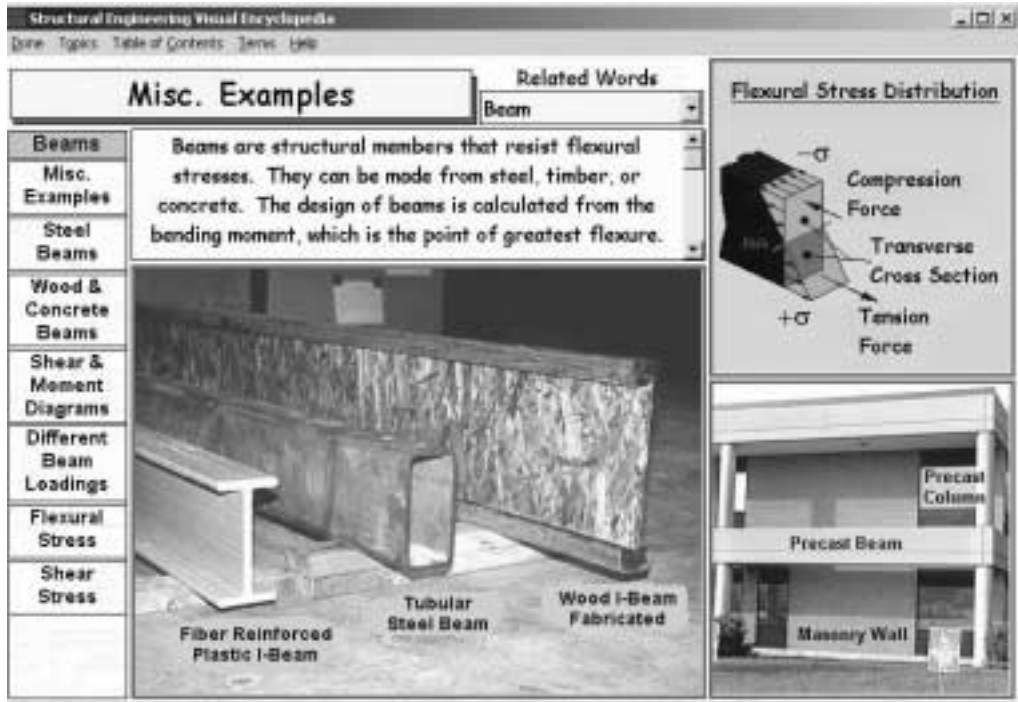 Structural Engineering Visual Encyclopedia
Done Topics Table of Contents Terms Help
Misc. Examples
Related Words
Beam
Beams
Misc.
Examples
Steel
Beams
Wood &
Concrete
Beams
Shear &
Moment
Diagrams
Different
Beam
Loadings
Flexural
Stress
Shear
Stress
Beams are structural members that resist flexural
stresses. They can be made from steel, timber, or
concrete. The design of beams is calculated from the
bending moment, which is the point of greatest flexure.
Fiber Reinforced
Plastic I-Beam
Tubular
Steel Beam
Wood I-Beam
Fabricated
Flexural Stress Distribution
-σ
Compression
Force
Transverse
Cross Section
+σ
Tension
Force
Precast
Column
Precast Beam
Masonry Wall